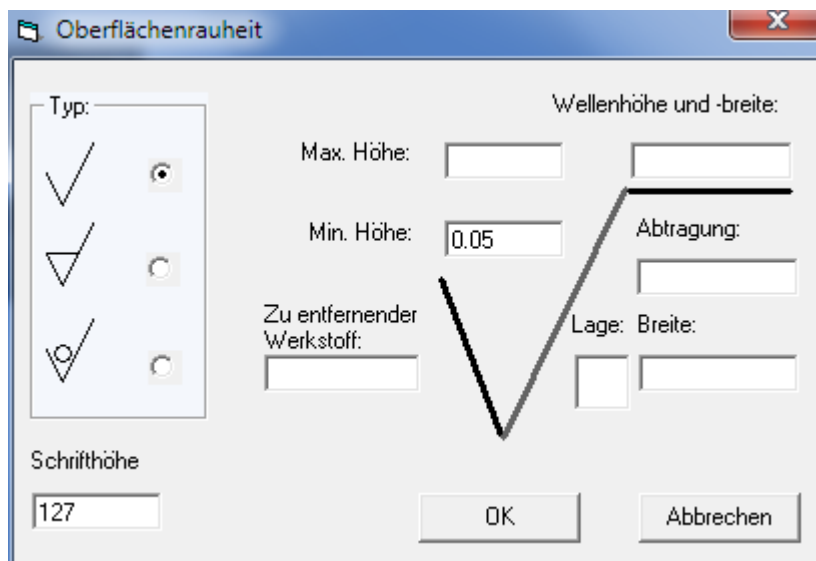 Oberflächenrauheit
Typ:
Wellenhöhe und -breite:
Max. Höhe:
Min. Höhe:
0.05
Abtragung:
Zu entfernender
Werkstoff:
Lage:
Breite:
Schrifthöhe
127
OK
Abbrechen